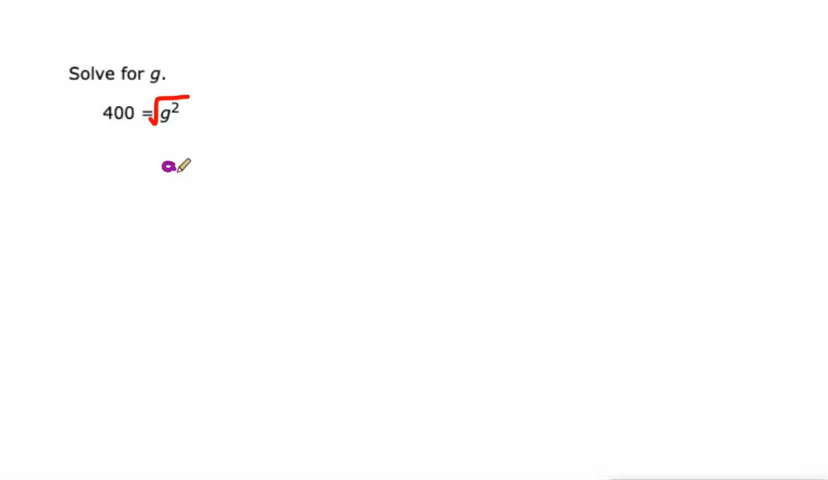 Solve for g.
400 = √g²